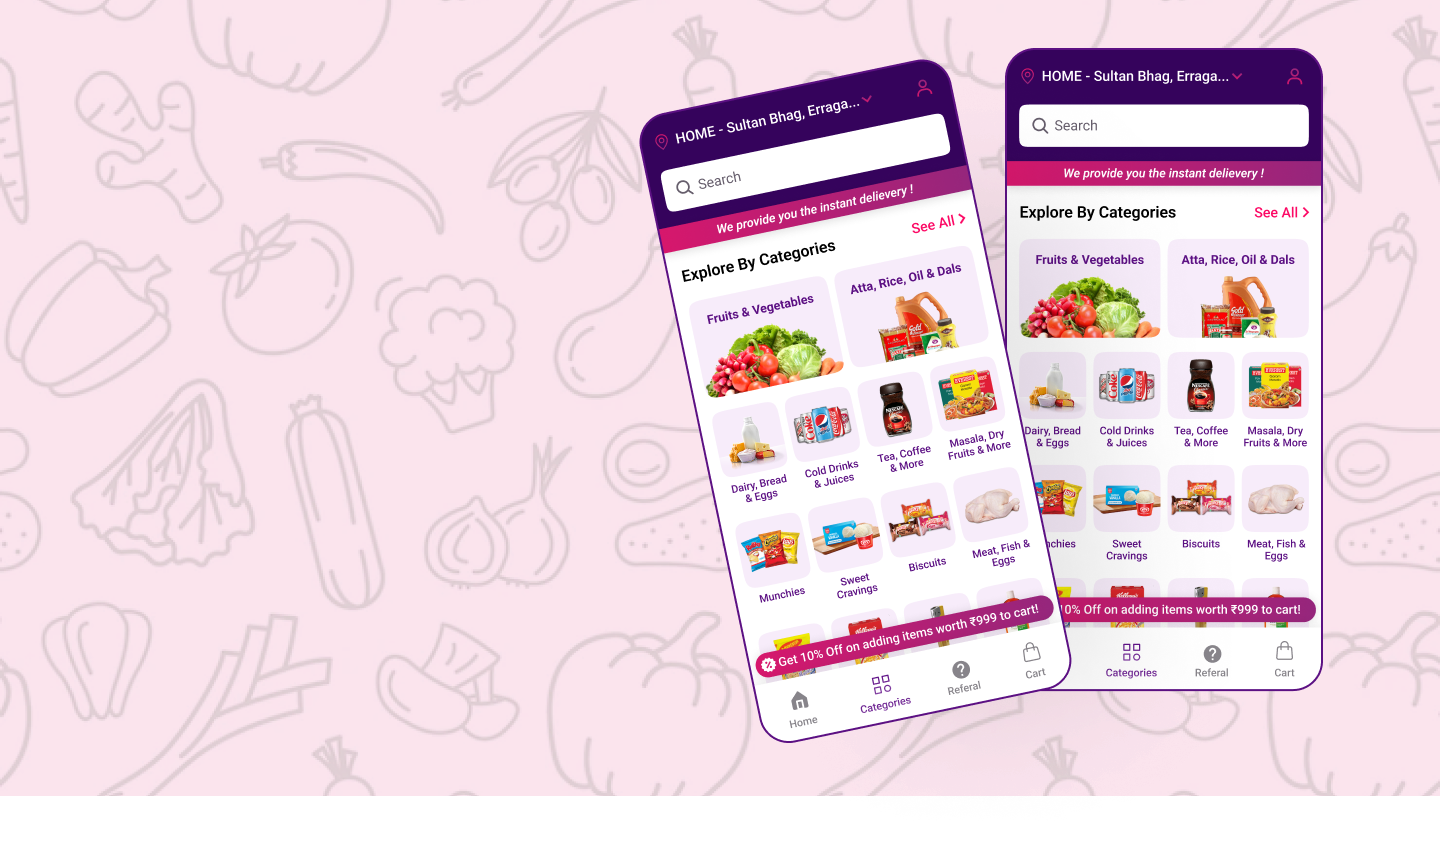 HOME - Sultan Bhag, Erraga...
Search
We provide you the instant delievery !
Explore By Categories
See All
Fruits & Vegetables
Atta, Rice, Oil & Dals
Dairy, Bread
& Eggs
Cold Drinks
& Juices
Tea, Coffee
& More
Masala, Dry
Fruits & More
Munchies
Sweet
Cravings
Biscuits
Meat, Fish &
Eggs
Get 10% Off on adding items worth ₹999 to cart!
Home
Categories
Referal
Cart
HOME - Sultan Bhag, Erraga...
Search
We provide you the instant delievery !
Explore By Categories
See All
Fruits & Vegetables
Atta, Rice, Oil & Dals
Dairy, Bread
& Eggs
Cold Drinks
& Juices
Tea, Coffee
& More
Masala, Dry
Fruits & More
nchies
Sweet
Cravings
Biscuits
Meat, Fish &
Eggs
10% Off on adding items worth ₹999 to cart!
Categories
Referal
Cart